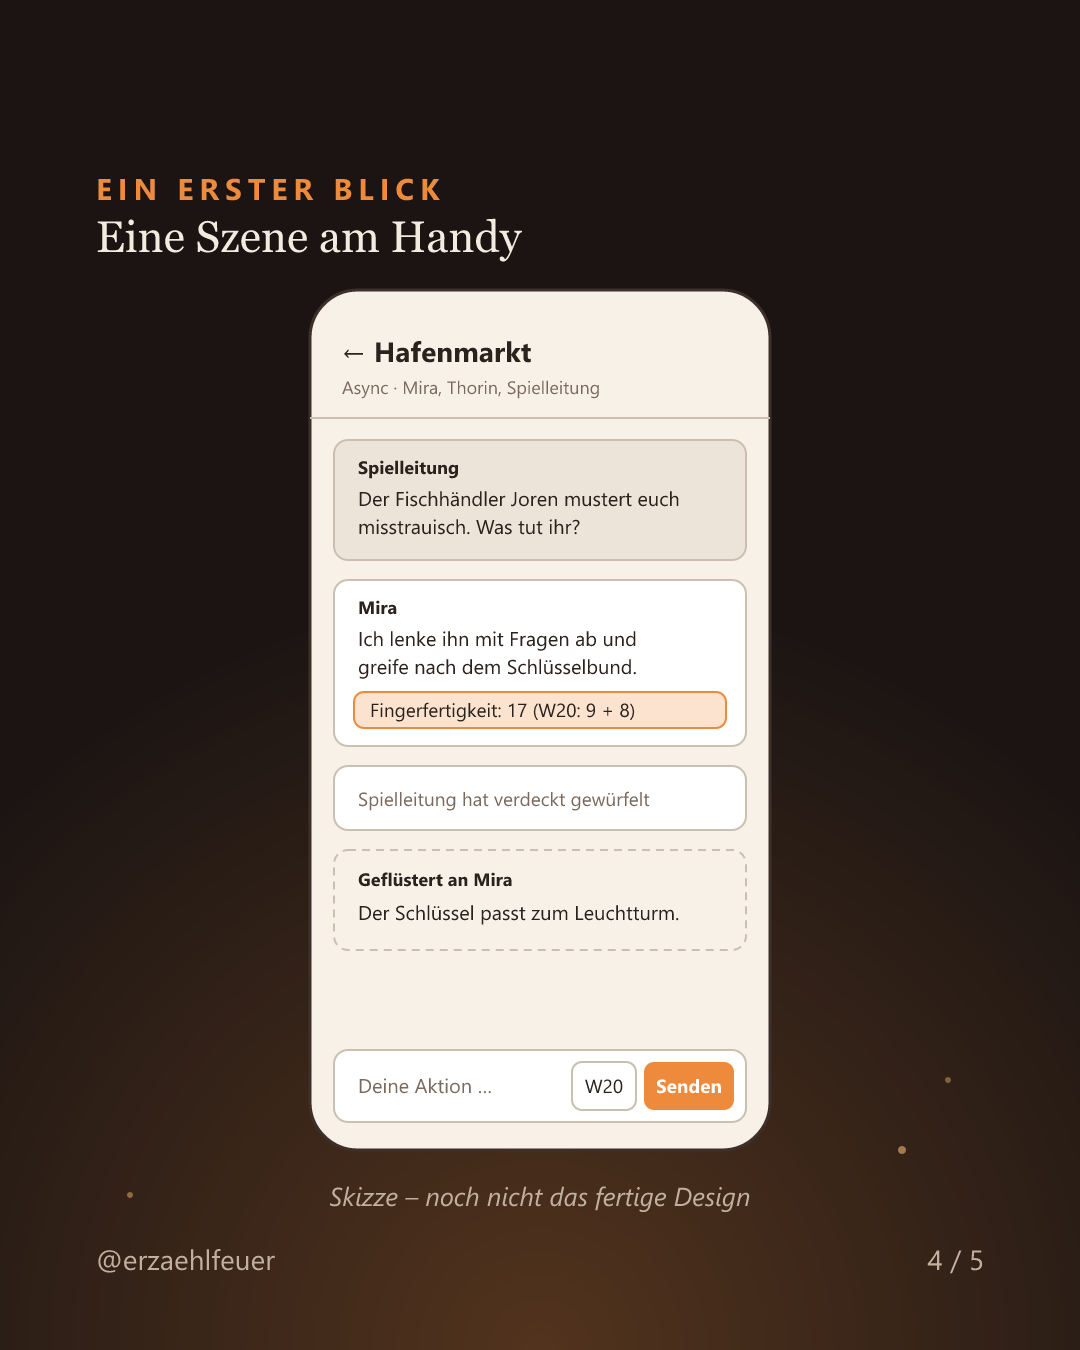 EIN ERSTER BLICK
Eine Szene am Handy
← Hafenmarkt
Async · Mira, Thorin, Spielleitung
Spielleitung
Der Fischhändler Joren mustert euch
misstrauisch. Was tut ihr?
Mira
Ich lenke ihn mit Fragen ab und
greife nach dem Schlüsselbund.
Fingerfertigkeit: 17 (W20: 9 + 8)
Spielleitung hat verdeckt gewürfelt
Geflüstert an Mira
Der Schlüssel passt zum Leuchtturm.
Deine Aktion ... W20 Senden
Skizze – noch nicht das fertige Design
@erzaehlfeuer 4 / 5